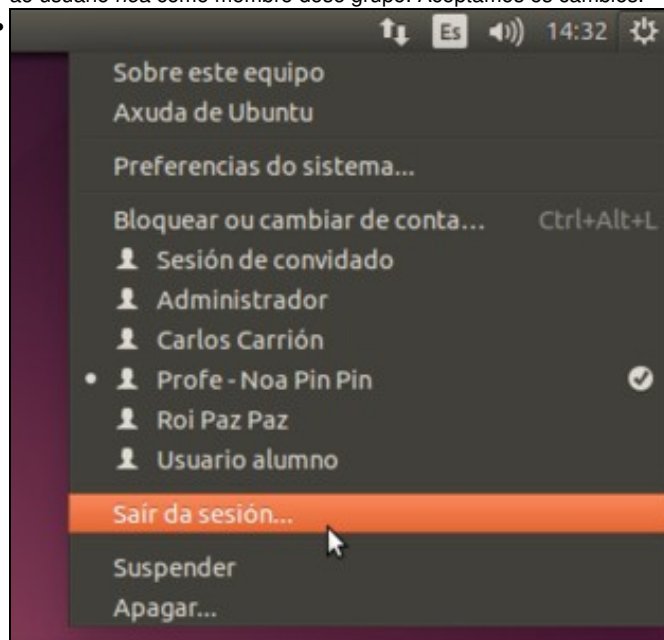 ao usuario noa como membro dese grupo. Aceptamos os cambios.
Es 14:32
Sobre este equipo
Axuda de Ubuntu
Preferencias do sistema...
Bloquear ou cambiar de conta... Ctrl+Alt+L
Sesión de convidado
Administrador
Carlos Carrión
Profe - Noa Pin Pin
Roi Paz Paz
Usuario alumno
Saír da sesión...
Suspender
Apagar...